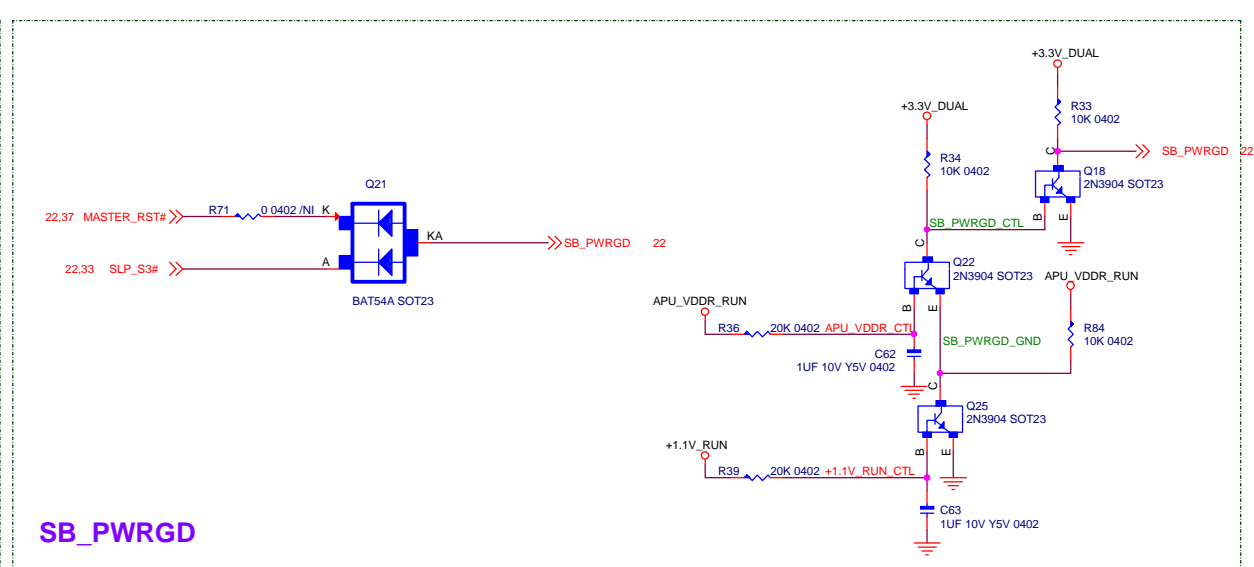 +3.3V_DUAL
R33
10K 0402
+3.3V_DUAL
R34
10K 0402
C
SB_PWRGD 22
Q18
2N3904 SOT23
B
E
Q21
22,37 MASTER_RST#
R71
0 0402 /NI
K
KA
SB_PWRGD 22
22,33 SLP_S3#
A
BAT54A SOT23
SB_PWRGD_CTL
C
Q22
2N3904 SOT23
B
E
APU_VDDR_RUN
R84
10K 0402
APU_VDDR_RUN
R36
20K 0402
APU_VDDR_CTL
SB_PWRGD_GND
C62
1UF 10V Y5V 0402
C
Q25
2N3904 SOT23
B
E
+1.1V_RUN
R39
20K 0402
+1.1V_RUN_CTL
C63
1UF 10V Y5V 0402
SB_PWRGD